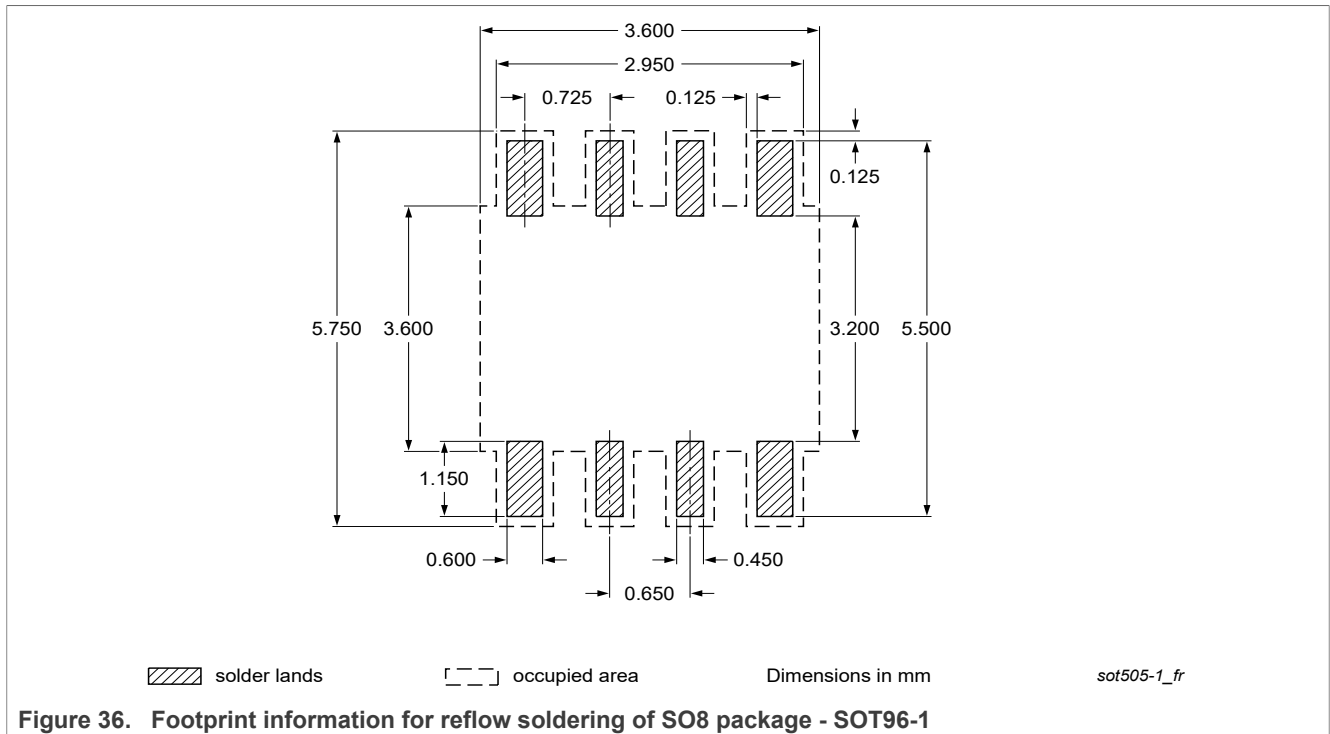 3.600
2.950
0.725 0.125
0.125
5.750 3.600 3.200 5.500
1.150
0.600 0.450
0.650
solder lands occupied area Dimensions in mm sot505-1_fr
Figure 36. Footprint information for reflow soldering of SO8 package - SOT96-1